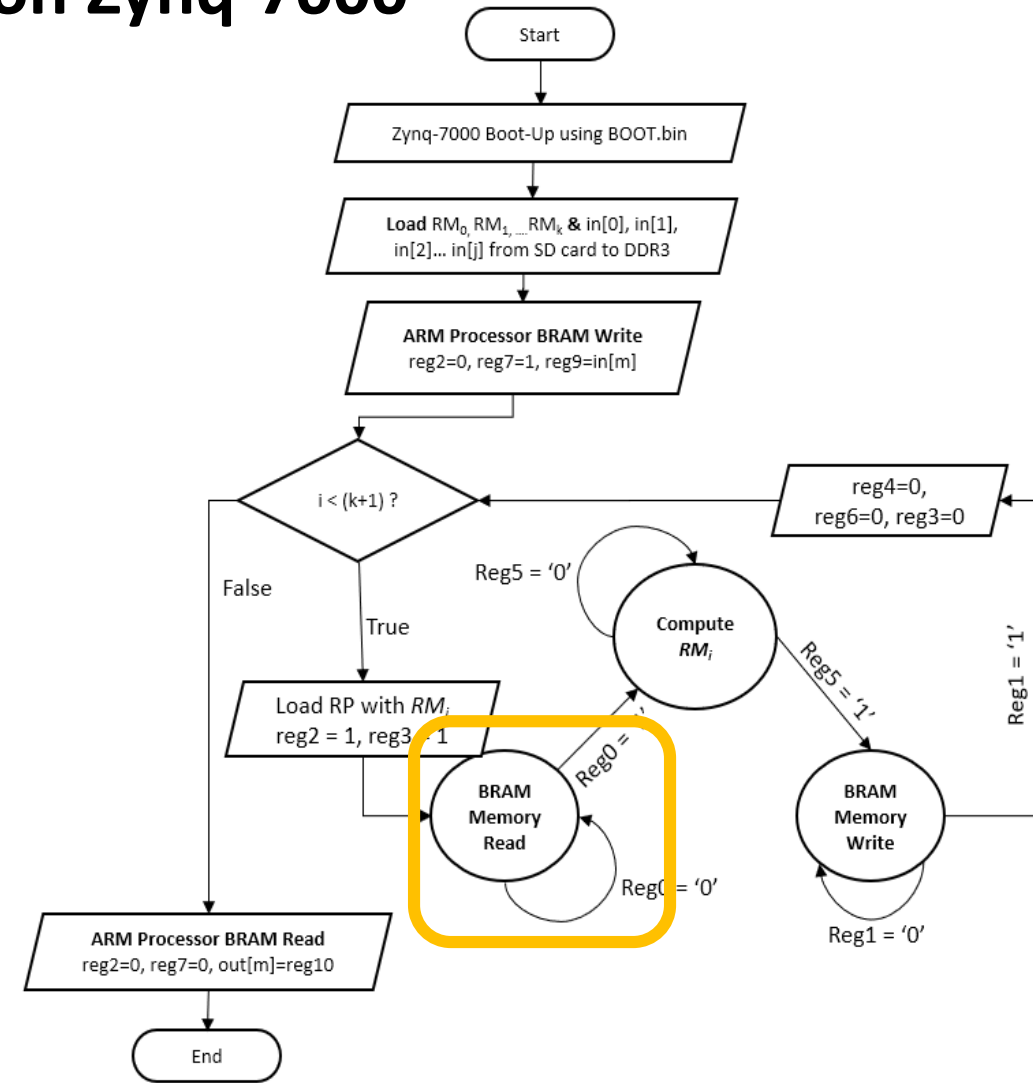 on Zynq-7000
Start
Zynq-7000 Boot-Up using BOOT.bin
Load RM0, RM1, ....RMk & in[0], in[1],
in[2]... in[j] from SD card to DDR3
ARM Processor BRAM Write
reg2=0, reg7=1, reg9=in[m]
i < (k+1) ?
reg4=0,
reg6=0, reg3=0
False
True
Reg5 = ‘0’
Compute
RMi
Reg5 = ‘1’
Reg1 = ‘1’
Load RP with RMi
reg2 = 1, reg3 = 1
Reg0 =
BRAM
Memory
Read
Reg0 = ‘0’
BRAM
Memory
Write
Reg1 = ‘0’
ARM Processor BRAM Read
reg2=0, reg7=0, out[m]=reg10
End